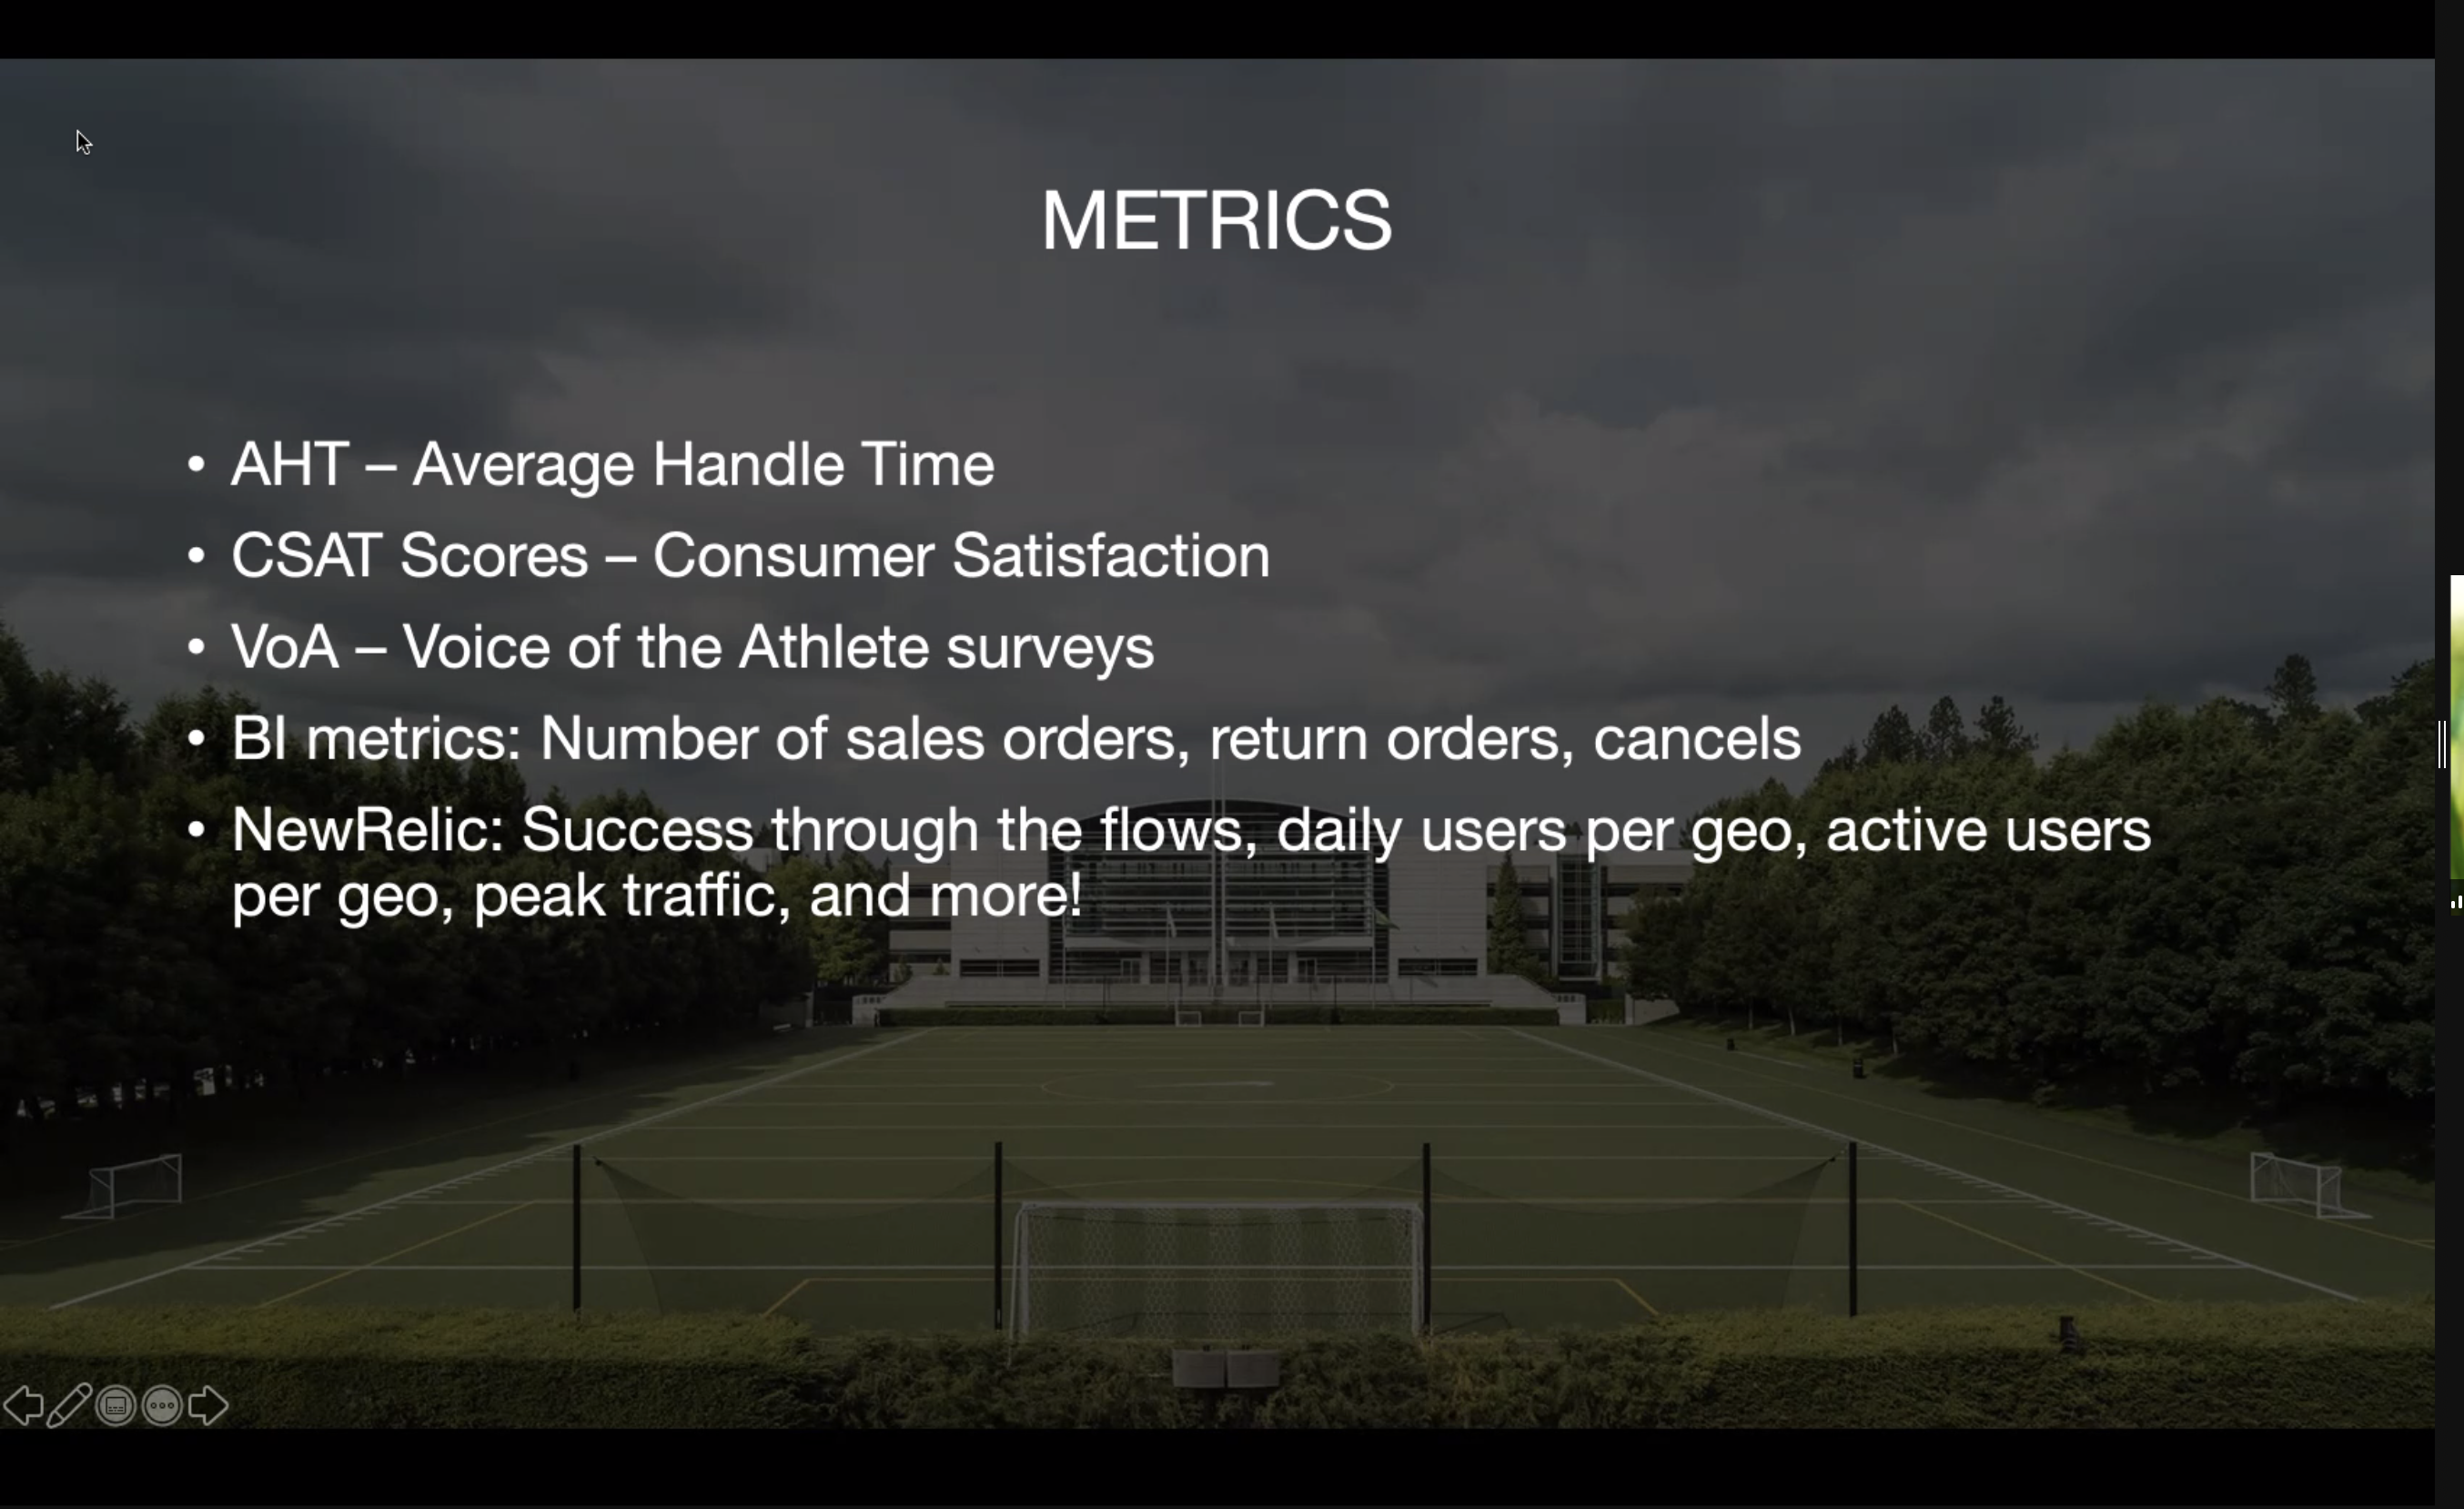 METRICS
• AHT – Average Handle Time
• CSAT Scores – Consumer Satisfaction
• VoA – Voice of the Athlete surveys
• BI metrics: Number of sales orders, return orders, cancels
• NewRelic: Success through the flows, daily users per geo, active users
per geo, peak traffic, and more!